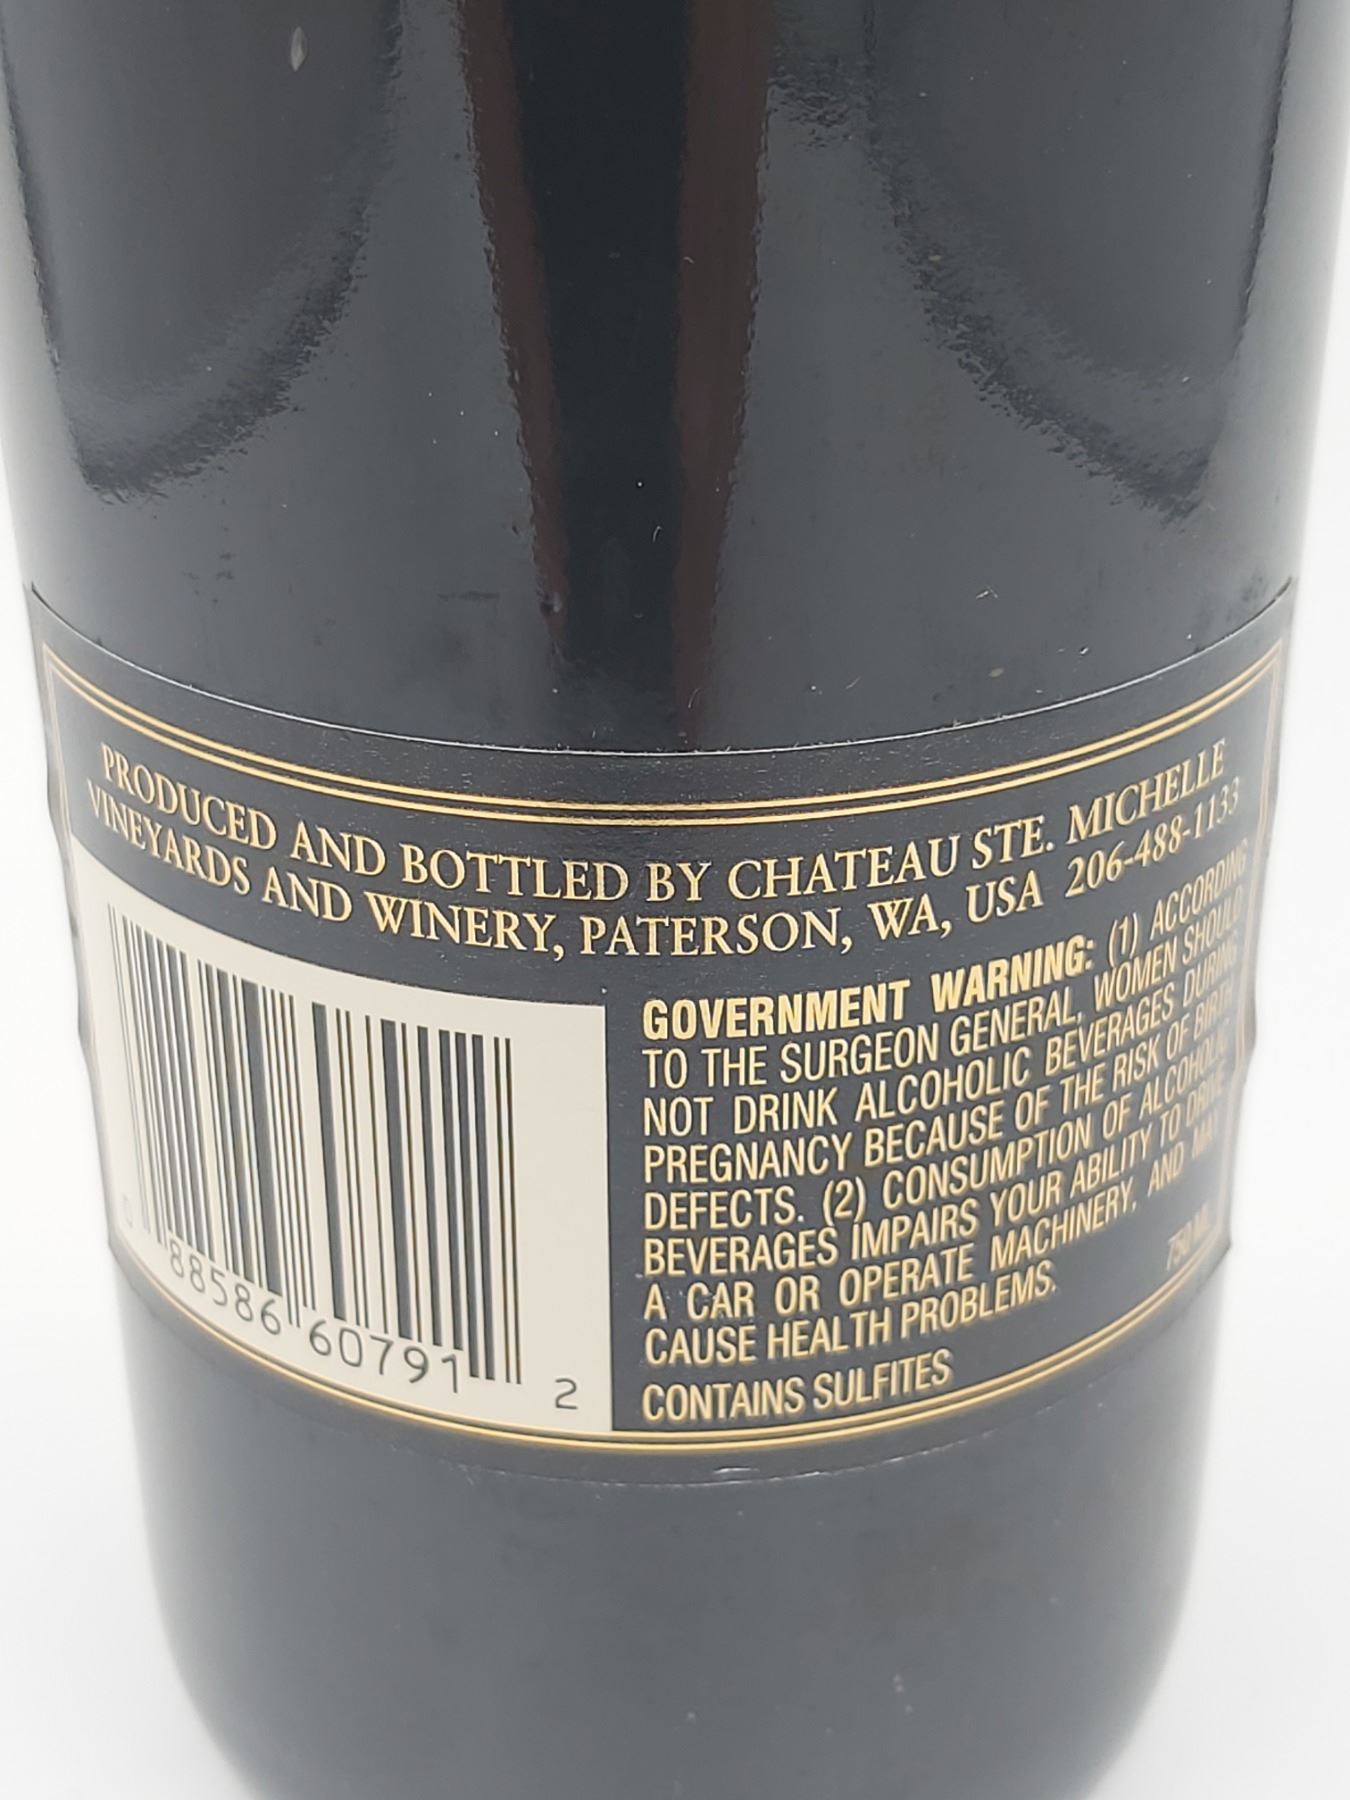 PRODUCED AND BOTTLED BY CHATEAU STE. MICHELLE
VINEYARDS AND WINERY, PATERSON, WA, USA 206-488-1133
GOVERNMENT WARNING: (1) ACCORDING
TO THE SURGEON GENERAL, WOMEN SHOULD
NOT DRINK ALCOHOLIC BEVERAGES DURING
PREGNANCY BECAUSE OF THE RISK OF BIRTH
DEFECTS. (2) CONSUMPTION OF ALCOHOLIC
BEVERAGES IMPAIRS YOUR ABILITY TO DRIVE
A CAR OR OPERATE MACHINERY, AND MAY
CAUSE HEALTH PROBLEMS.
750 ML
CONTAINS SULFITES
0 88586 60791 2